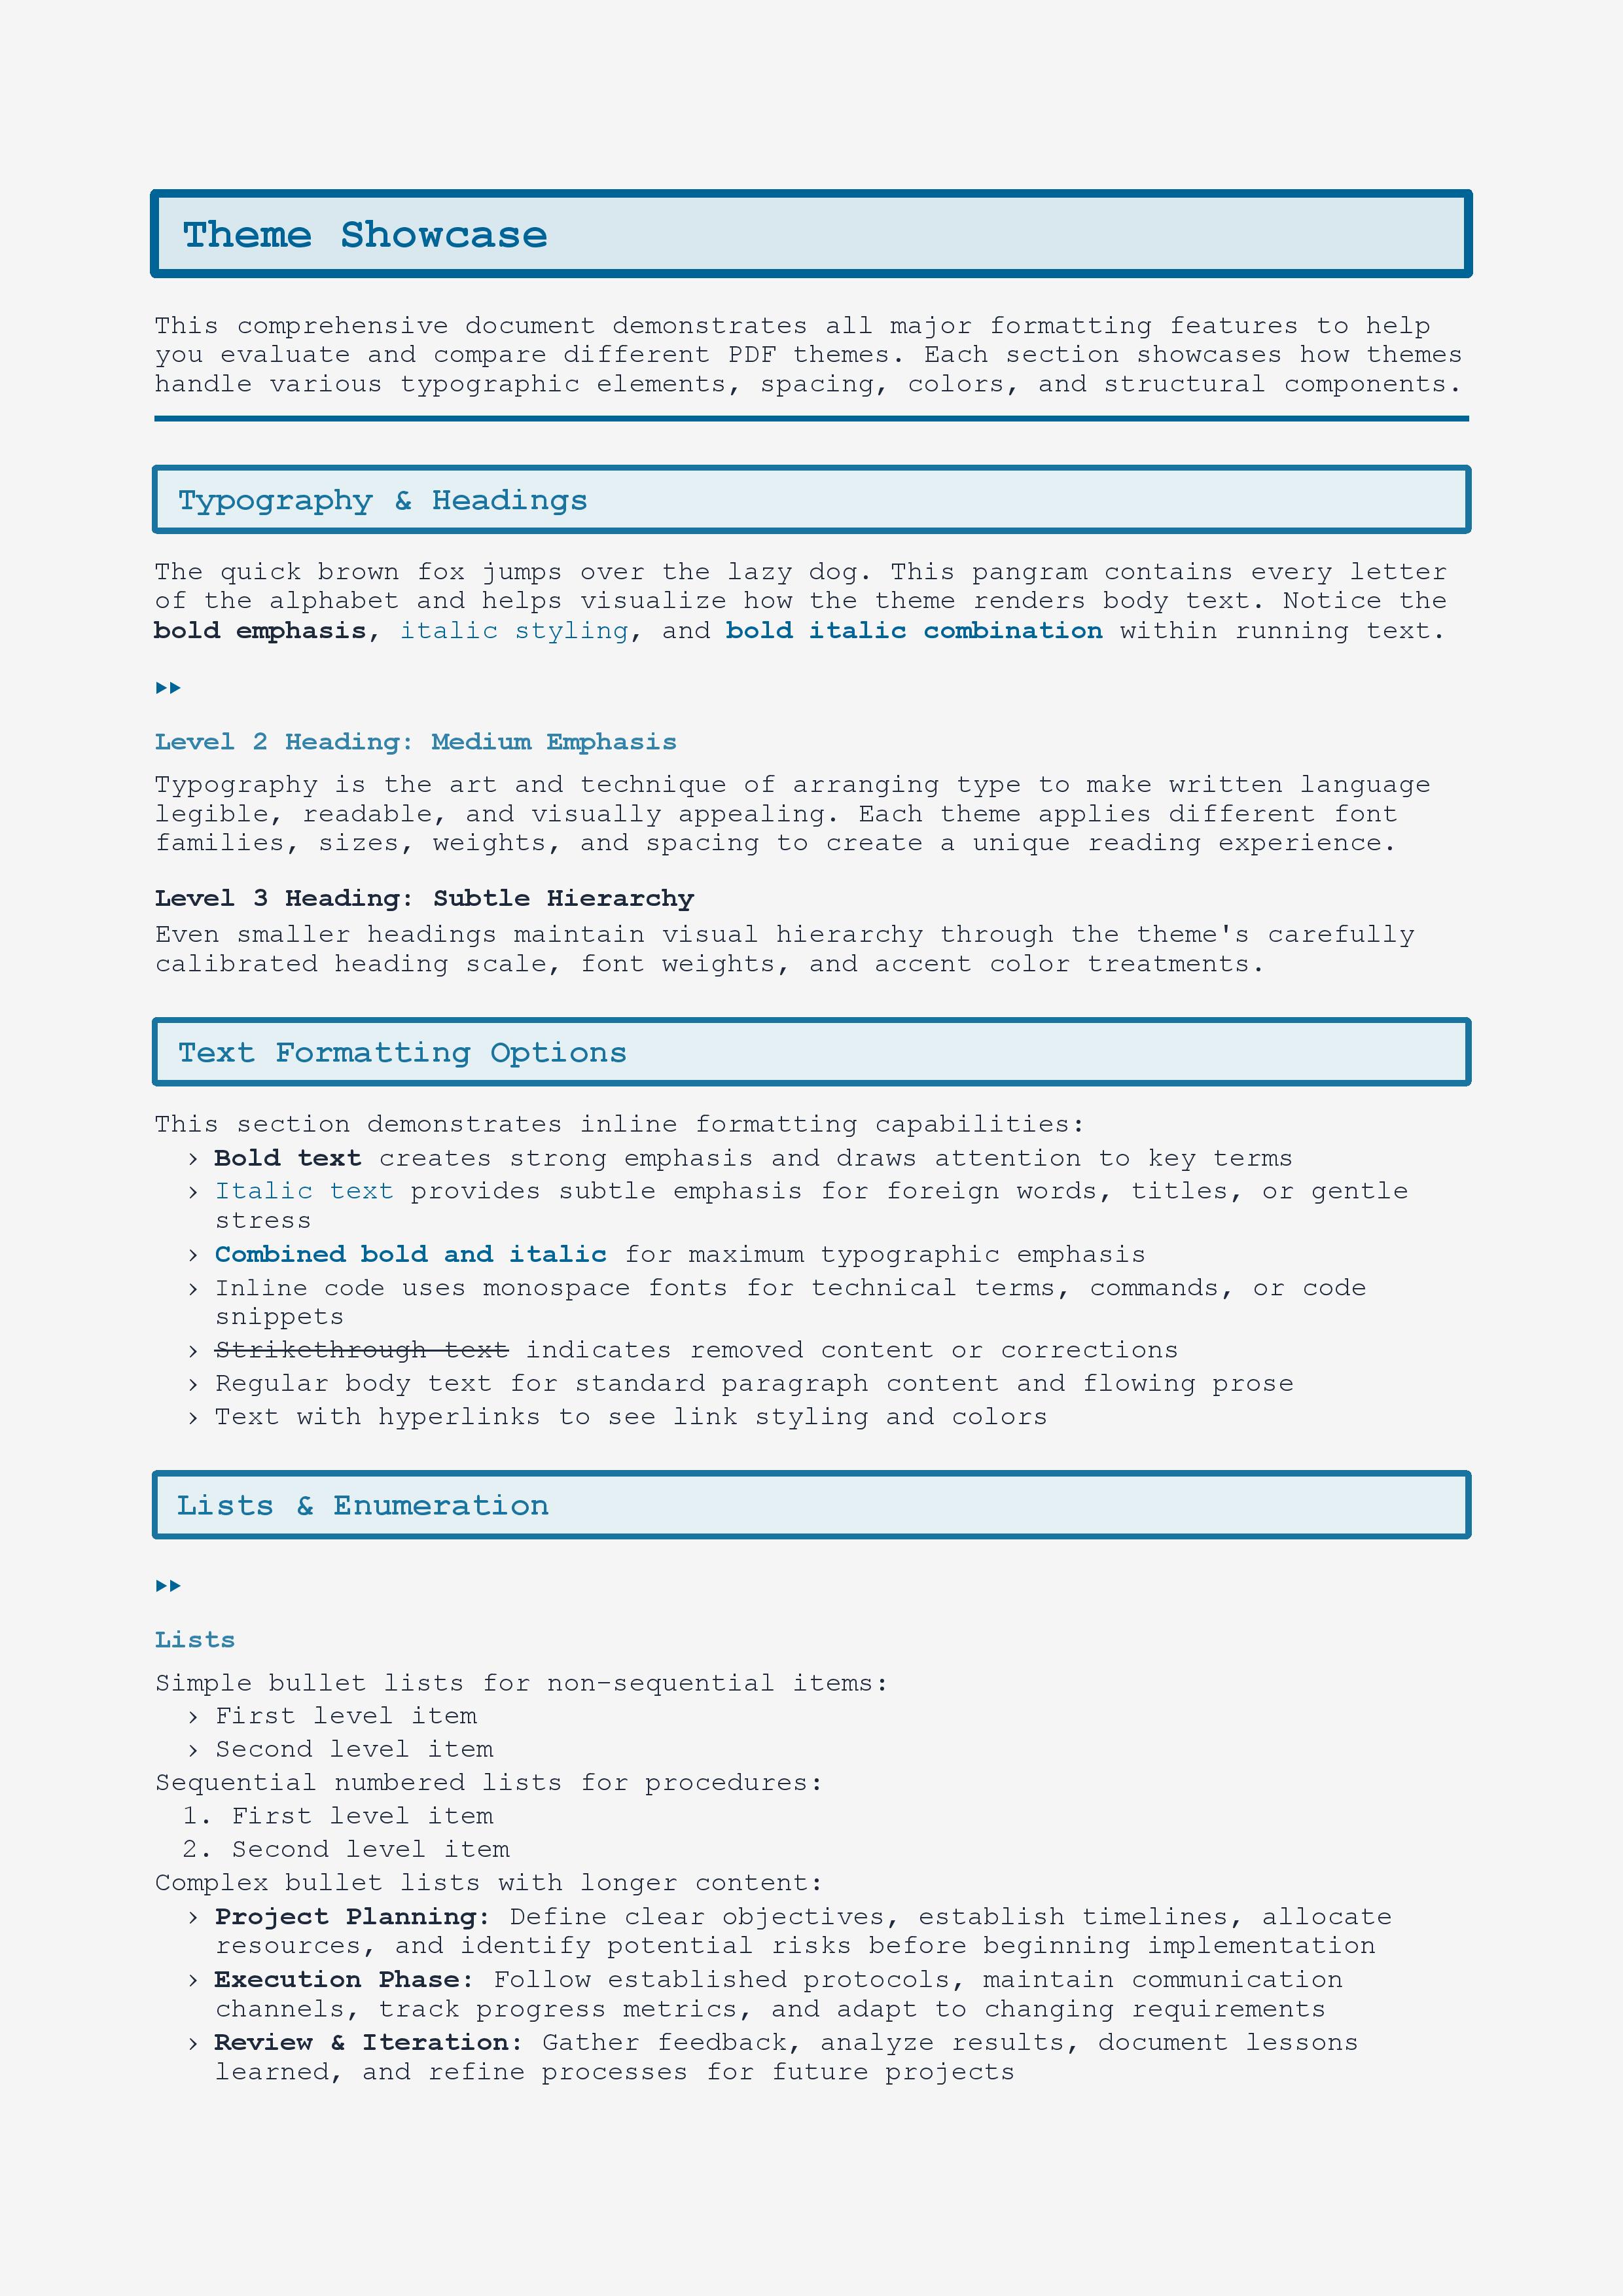 Theme Showcase
This comprehensive document demonstrates all major formatting features to help
you evaluate and compare different PDF themes. Each section showcases how themes
handle various typographic elements, spacing, colors, and structural components.
Typography & Headings
The quick brown fox jumps over the lazy dog. This pangram contains every letter
of the alphabet and helps visualize how the theme renders body text. Notice the
bold emphasis, italic styling, and bold italic combination within running text.
Level 2 Heading: Medium Emphasis
Typography is the art and technique of arranging type to make written language
legible, readable, and visually appealing. Each theme applies different font
families, sizes, weights, and spacing to create a unique reading experience.
Level 3 Heading: Subtle Hierarchy
Even smaller headings maintain visual hierarchy through the theme's carefully
calibrated heading scale, font weights, and accent color treatments.
Text Formatting Options
This section demonstrates inline formatting capabilities:
› Bold text creates strong emphasis and draws attention to key terms
› Italic text provides subtle emphasis for foreign words, titles, or gentle
stress
› Combined bold and italic for maximum typographic emphasis
› Inline code uses monospace fonts for technical terms, commands, or code
snippets
› Strikethrough text indicates removed content or corrections
› Regular body text for standard paragraph content and flowing prose
› Text with hyperlinks to see link styling and colors
Lists & Enumeration
Lists
Simple bullet lists for non-sequential items:
› First level item
› Second level item
Sequential numbered lists for procedures:
1. First level item
2. Second level item
Complex bullet lists with longer content:
› Project Planning: Define clear objectives, establish timelines, allocate
resources, and identify potential risks before beginning implementation
› Execution Phase: Follow established protocols, maintain communication
channels, track progress metrics, and adapt to changing requirements
› Review & Iteration: Gather feedback, analyze results, document lessons
learned, and refine processes for future projects